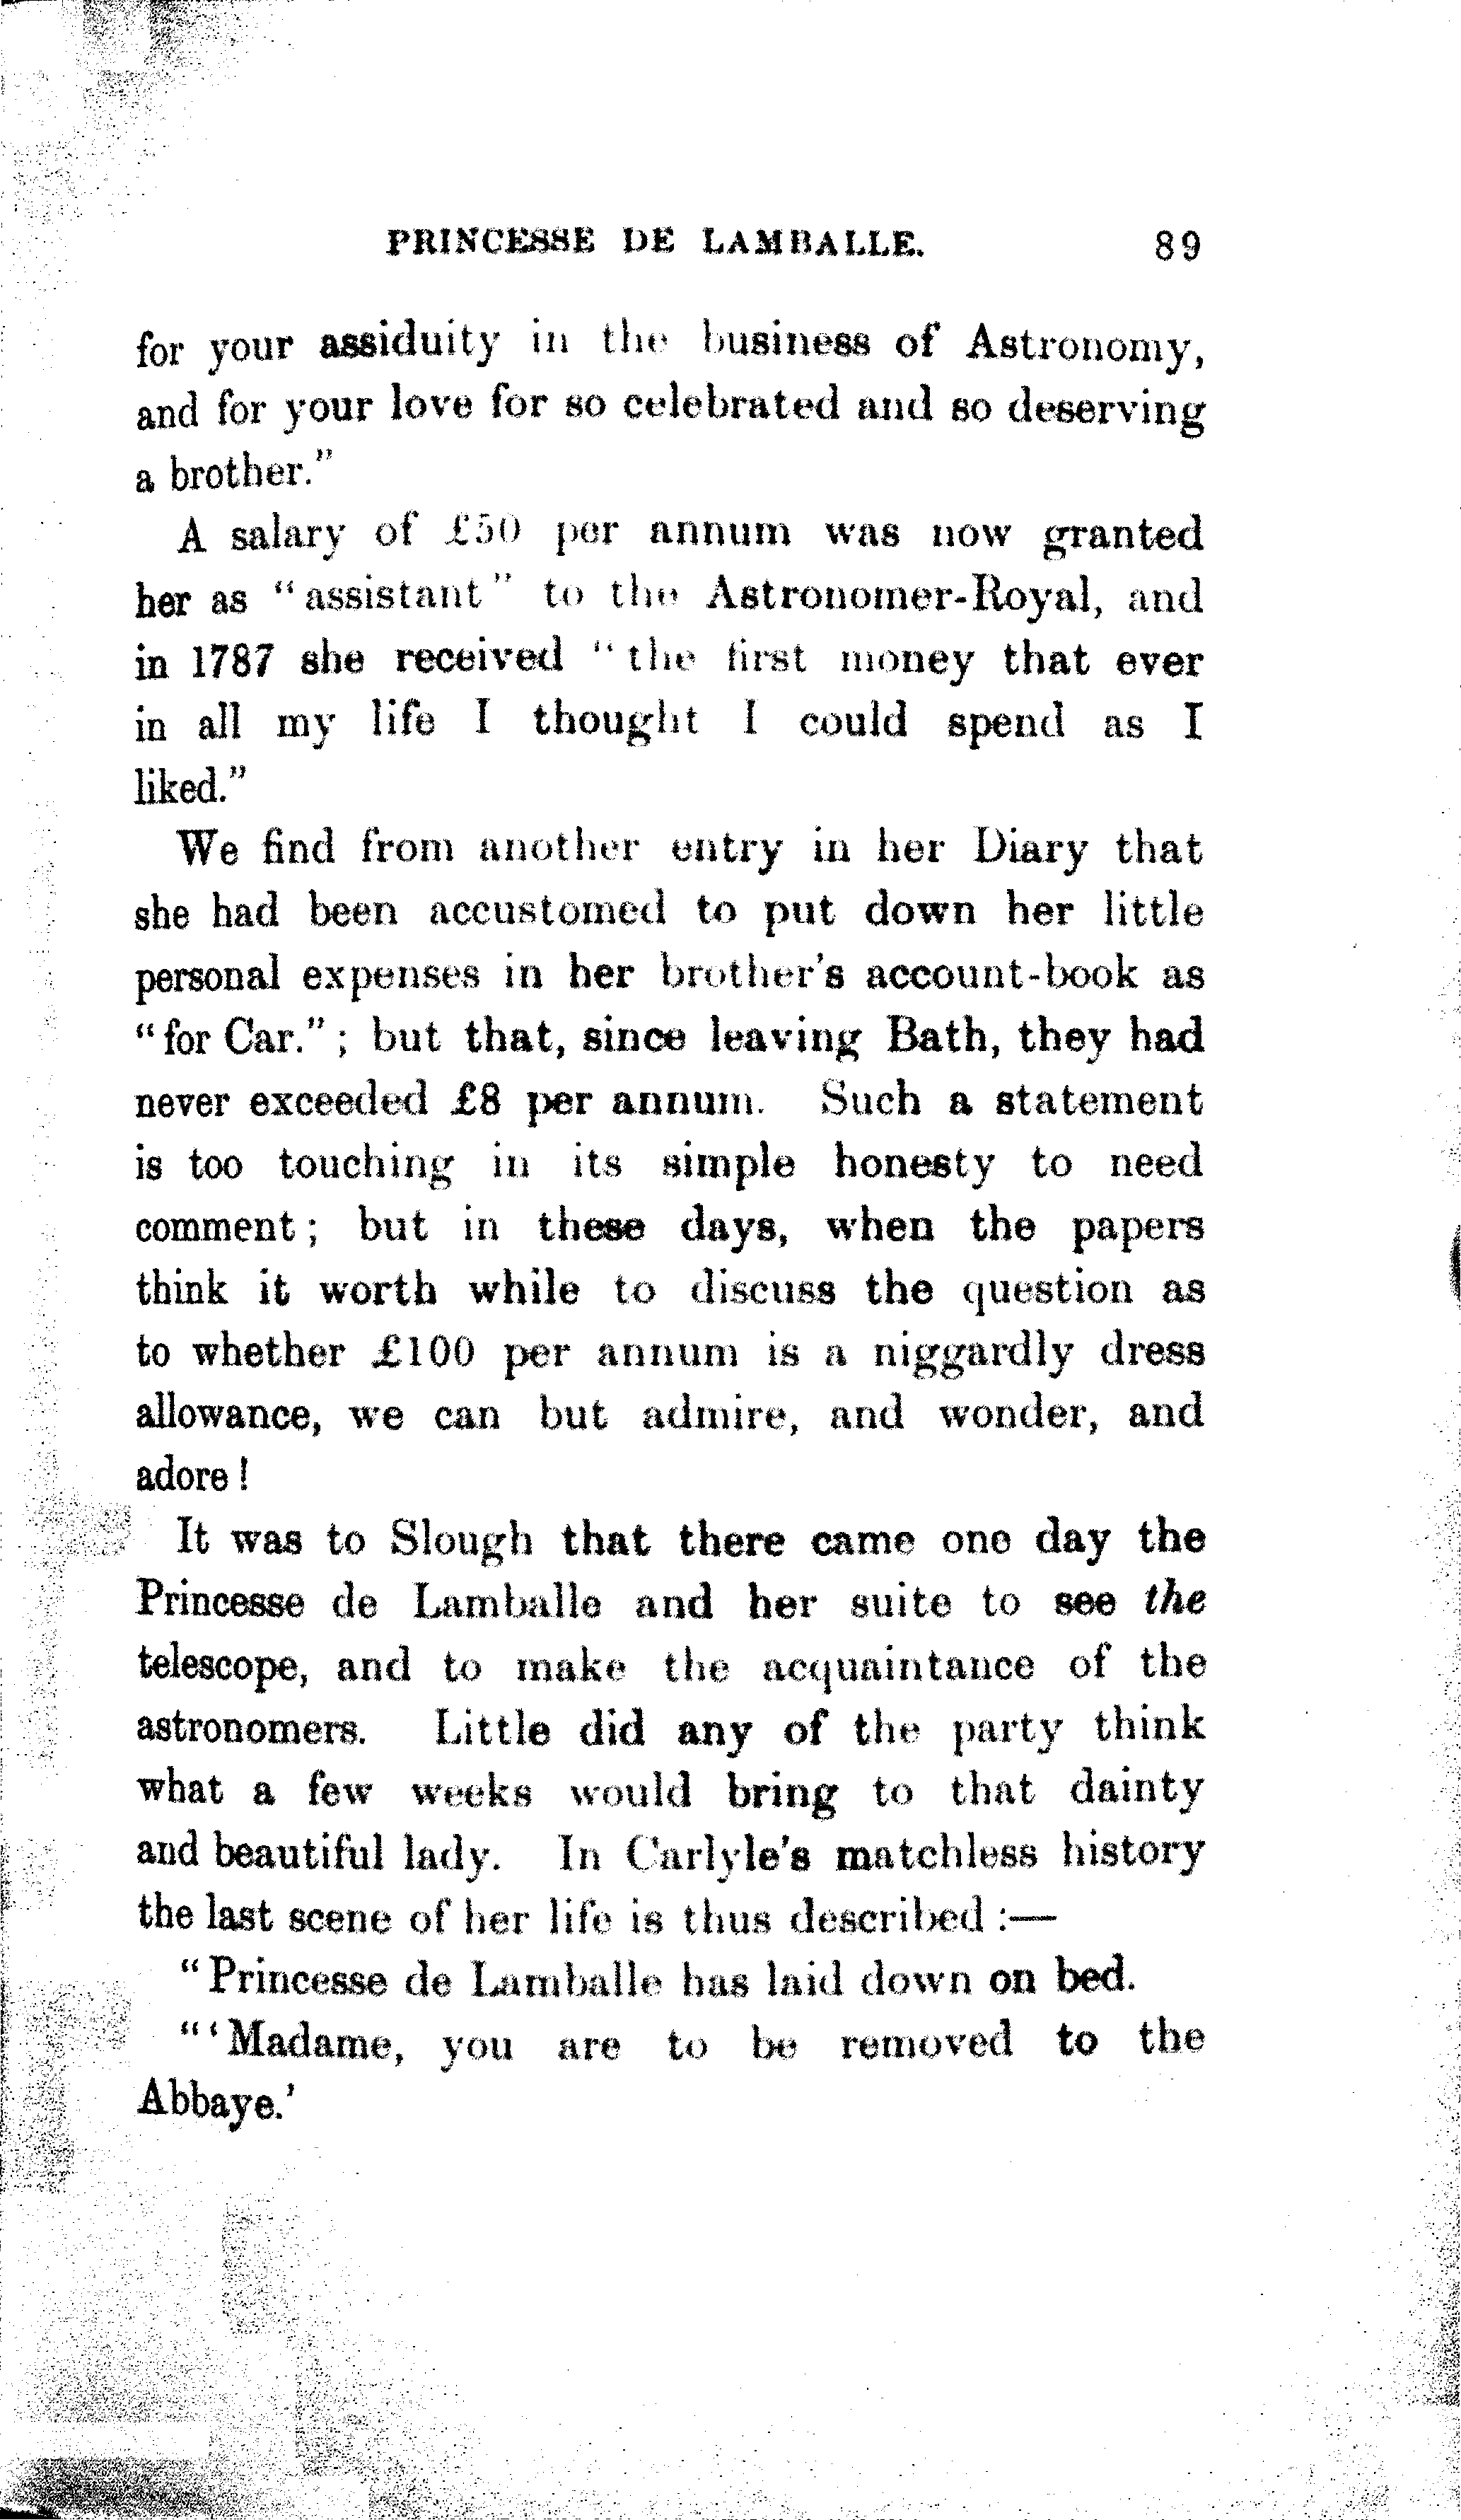 PRINCESSE DE LAMBALLE. 89
for your assiduity in the business of Astronomy,
and for your love for so celebrated and so deserving
a brother."
A salary of £50 per annum was now granted
her as "assistant" to the Astronomer-Royal, and
in 1787 she received "the first money that ever
in all my life I thought I could spend as I
liked."
We find from another entry in her Diary that
she had been accustomed to put down her little
personal expenses in her brother's account-book as
"for Car."; but that, since leaving Bath, they had
never exceeded £8 per annum. Such a statement
is too touching in its simple honesty to need
comment; but in these days, when the papers
think it worth while to discuss the question as
to whether £100 per annum is a niggardly dress
allowance, we can but admire, and wonder, and
adore!
It was to Slough that there came one day the
Princesse de Lamballe and her suite to see the
telescope, and to make the acquaintance of the
astronomers. Little did any of the party think
what a few weeks would bring to that dainty
and beautiful lady. In Carlyle's matchless history
the last scene of her life is thus described:—
"Princesse de Lamballe has laid down on bed.
"'Madame, you are to be removed to the
Abbaye.'